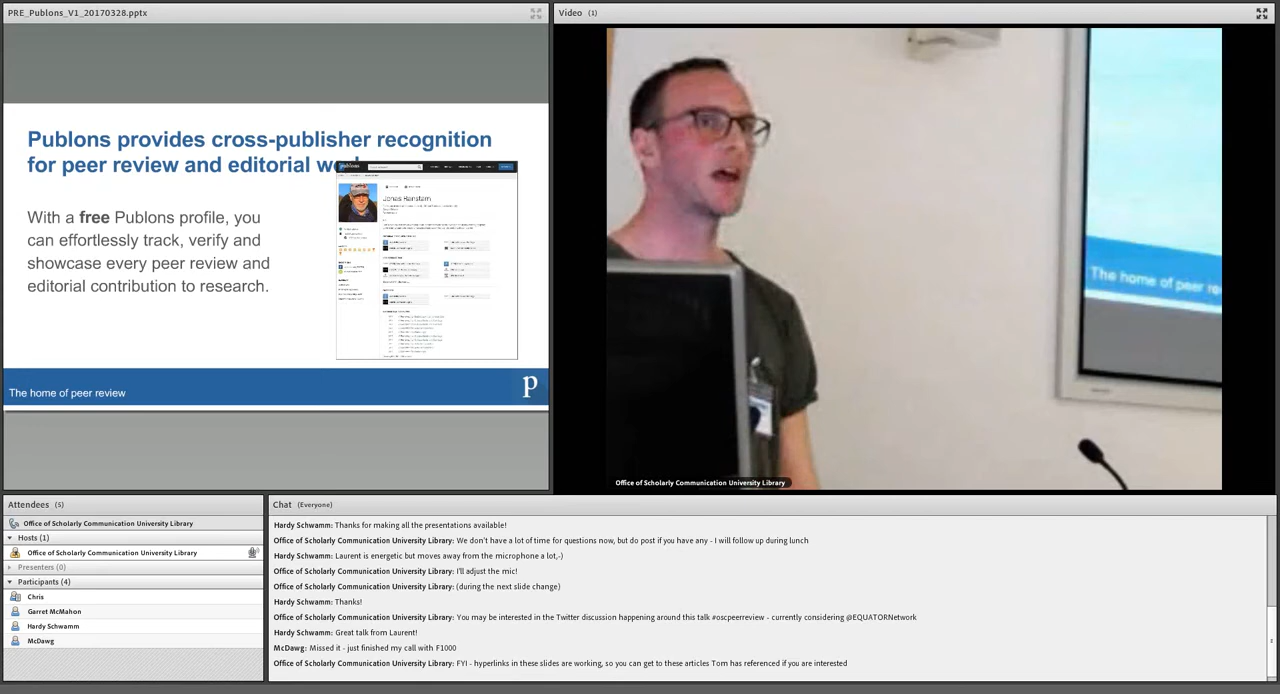 PRE_Publons_V1_20170328.pptx
Publons provides cross-publisher recognition
for peer review and editorial
With a free Publons profile, you
can effortlessly track, verify and
showcase every peer review and
editorial contribution to research.
publons
Jonas Ranstam
The home of peer review
p
Video (1)
The home of peer re
Office of Scholarly Communication University Library
Attendees (5)
Office of Scholarly Communication University Library
Hosts (1)
Office of Scholarly Communication University Library
Presenters (0)
Participants (4)
Chris
Garret McMahon
Hardy Schwamm
McDawg
Chat (Everyone)
Hardy Schwamm: Thanks for making all the presentations available!
Office of Scholarly Communication University Library: We don't have a lot of time for questions now, but do post if you have any - I will follow up during lunch
Hardy Schwamm: Laurent is energetic but moves away from the microphone a lot,-)
Office of Scholarly Communication University Library: I'll adjust the mic!
Office of Scholarly Communication University Library: (during the next slide change)
Hardy Schwamm: Thanks!
Office of Scholarly Communication University Library: You may be interested in the Twitter discussion happening around this talk #oscpeerreview - currently considering @EQUATORNetwork
Hardy Schwamm: Great talk from Laurent!
McDawg: Missed it - just finished my call with F1000
Office of Scholarly Communication University Library: FYI - hyperlinks in these slides are working, so you can get to these articles Tom has referenced if you are interested